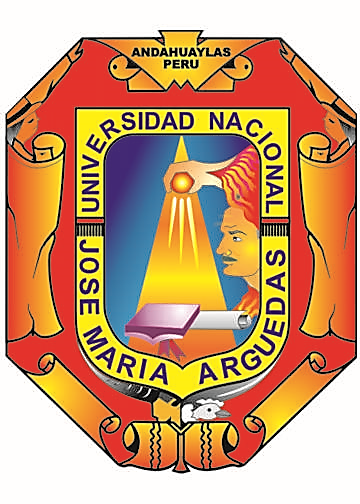 ANDAHUAYLAS
PERU
UNIVERSIDAD NACIONAL
JOSE MARIA ARGUEDAS